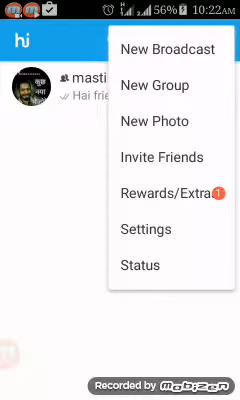 56% 10:22AM
hi
New Broadcast
New Group
masti
Hai frie
New Photo
Invite Friends
Rewards/Extra
1
Settings
Status
Recorded by MOBIZEN